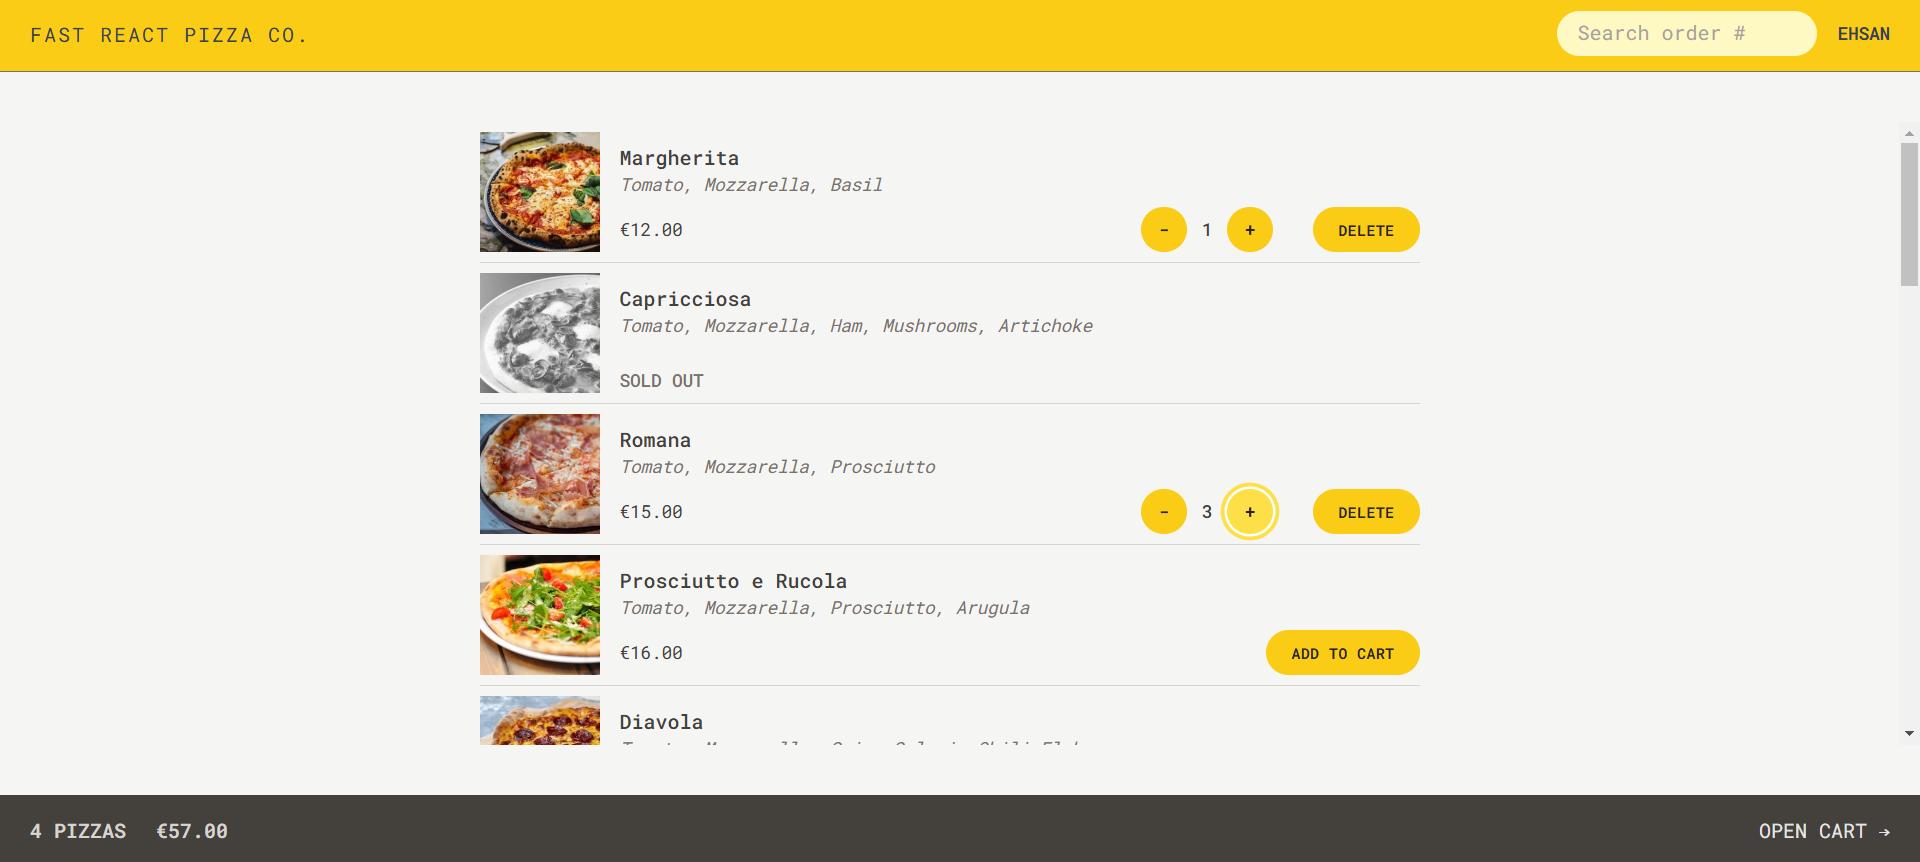 FAST REACT PIZZA CO.
Search order #
EHSAN
Margherita
Tomato, Mozzarella, Basil
€12.00
- 1 +
DELETE
Capricciosa
Tomato, Mozzarella, Ham, Mushrooms, Artichoke
SOLD OUT
Romana
Tomato, Mozzarella, Prosciutto
€15.00
- 3 +
DELETE
Prosciutto e Rucola
Tomato, Mozzarella, Prosciutto, Arugula
€16.00
ADD TO CART
Diavola
4 PIZZAS €57.00
OPEN CART →